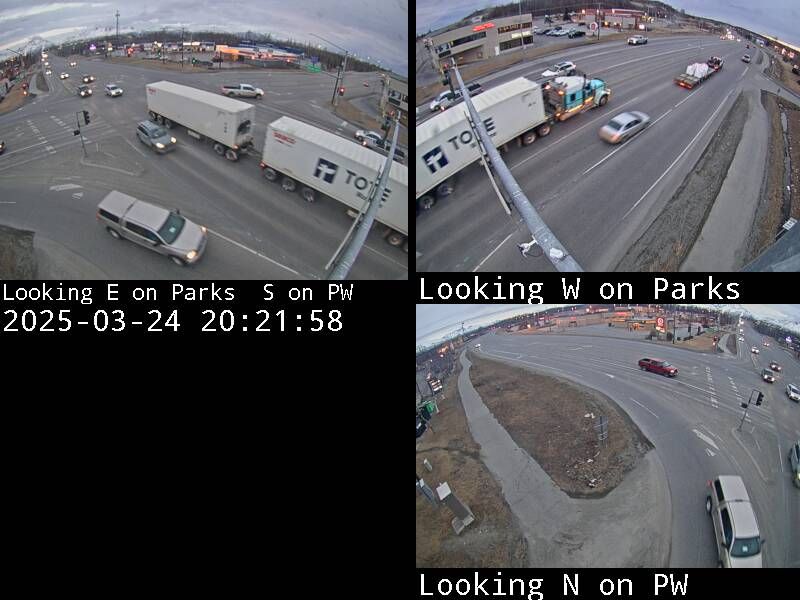 TOTE
TOTE
Looking E on Parks  S on PW
2025-03-24 20:21:58
Looking W on Parks
Looking N on PW